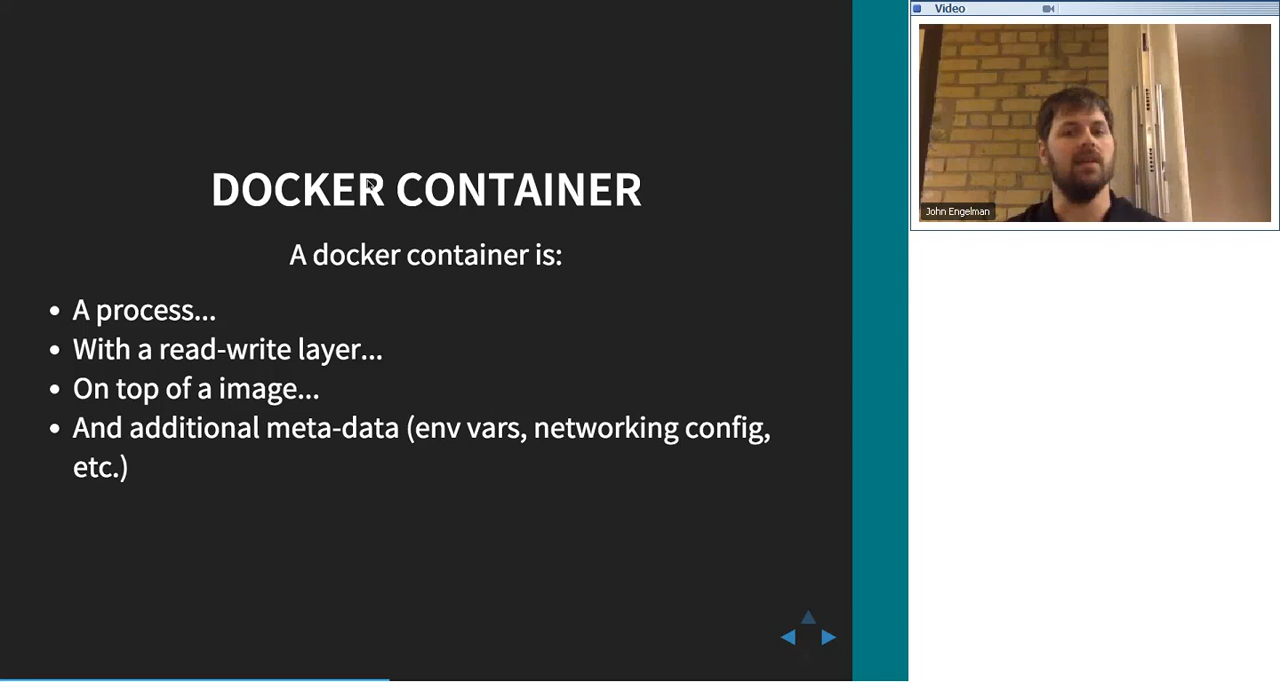 DOCKER CONTAINER
A docker container is:
• A process...
• With a read-write layer...
• On top of a image...
• And additional meta-data (env vars, networking config,
etc.)
Video
John Engelman